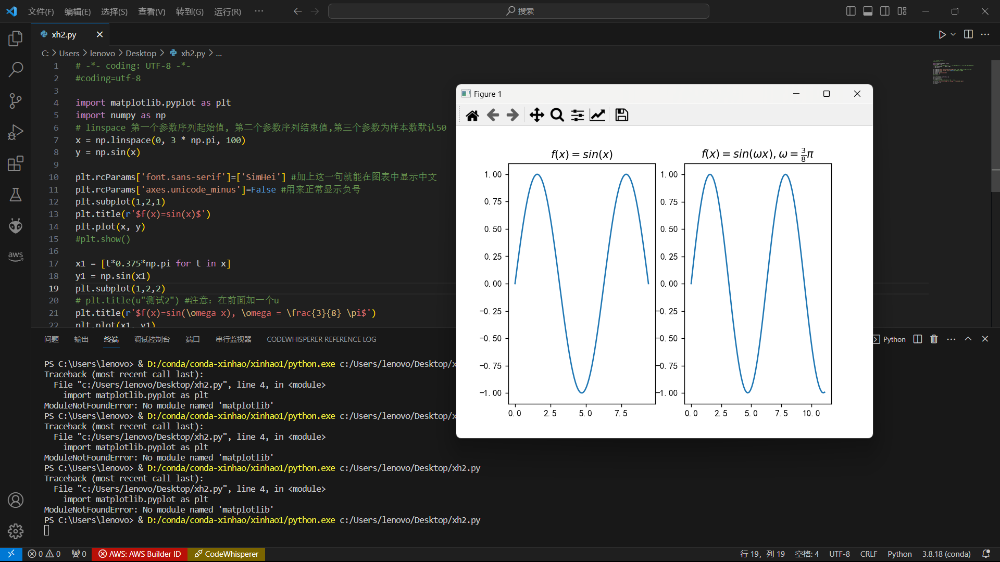 文件(F) 编辑(E) 选择(S) 查看(V) 转到(G) 运行(R) ··· 搜索
xh2.py
C: > Users > lenovo > Desktop > xh2.py > ...
1 # -*- coding: UTF-8 -*-
2 #coding=utf-8
3
4 import matplotlib.pyplot as plt
5 import numpy as np
6 # linspace 第一个参数序列起始值, 第二个参数序列结束值,第三个参数为样本数默认50
7 x = np.linspace(0, 3 * np.pi, 100)
8 y = np.sin(x)
9
10 plt.rcParams['font.sans-serif']=['SimHei'] #加上这一句就能在图表中显示中文
11 plt.rcParams['axes.unicode_minus']=False #用来正常显示负号
12 plt.subplot(1,2,1)
13 plt.title(r'$f(x)=sin(x)$')
14 plt.plot(x, y)
15 #plt.show()
16
17 x1 = [t*0.375*np.pi for t in x]
18 y1 = np.sin(x1)
19 plt.subplot(1,2,2)
20 # plt.title(u"测试2") #注意: 在前面加一个u
21 plt.title(r'$f(x)=sin(\omega x), \omega = \frac{3}{8} \pi$')
22 plt.plot(x1, y1)
Figure 1
f(x) = sin(x)
1.00
0.75
0.50
0.25
0.00
−0.25
−0.50
−0.75
−1.00
0.0 2.5 5.0 7.5
f(x) = sin(ωx), ω = 3/8 π
1.00
0.75
0.50
0.25
0.00
−0.25
−0.50
−0.75
−1.00
0.0 2.5 5.0 7.5 10.0
问题 输出 终端 调试控制台 端口 串行监视器 CODEWHISPERER REFERENCE LOG Python
PS C:\Users\lenovo> & D:/conda/conda-xinhao/xinhao1/python.exe c:/Users/lenovo/Desktop/x
Traceback (most recent call last):
File "c:/Users/lenovo/Desktop/xh2.py", line 4, in <module>
import matplotlib.pyplot as plt
ModuleNotFoundError: No module named 'matplotlib'
PS C:\Users\lenovo> & D:/conda/conda-xinhao/xinhao1/python.exe c:/Users/lenovo/Desktop/x
Traceback (most recent call last):
File "c:/Users/lenovo/Desktop/xh2.py", line 4, in <module>
import matplotlib.pyplot as plt
ModuleNotFoundError: No module named 'matplotlib'
PS C:\Users\lenovo> & D:/conda/conda-xinhao/xinhao1/python.exe c:/Users/lenovo/Desktop/xh2.py
Traceback (most recent call last):
File "c:/Users/lenovo/Desktop/xh2.py", line 4, in <module>
import matplotlib.pyplot as plt
ModuleNotFoundError: No module named 'matplotlib'
PS C:\Users\lenovo> & D:/conda/conda-xinhao/xinhao1/python.exe c:/Users/lenovo/Desktop/xh2.py
aws
0 0 0 AWS: AWS Builder ID CodeWhisperer 行 19, 列 19 空格: 4 UTF-8 CRLF Python 3.8.18 (conda)